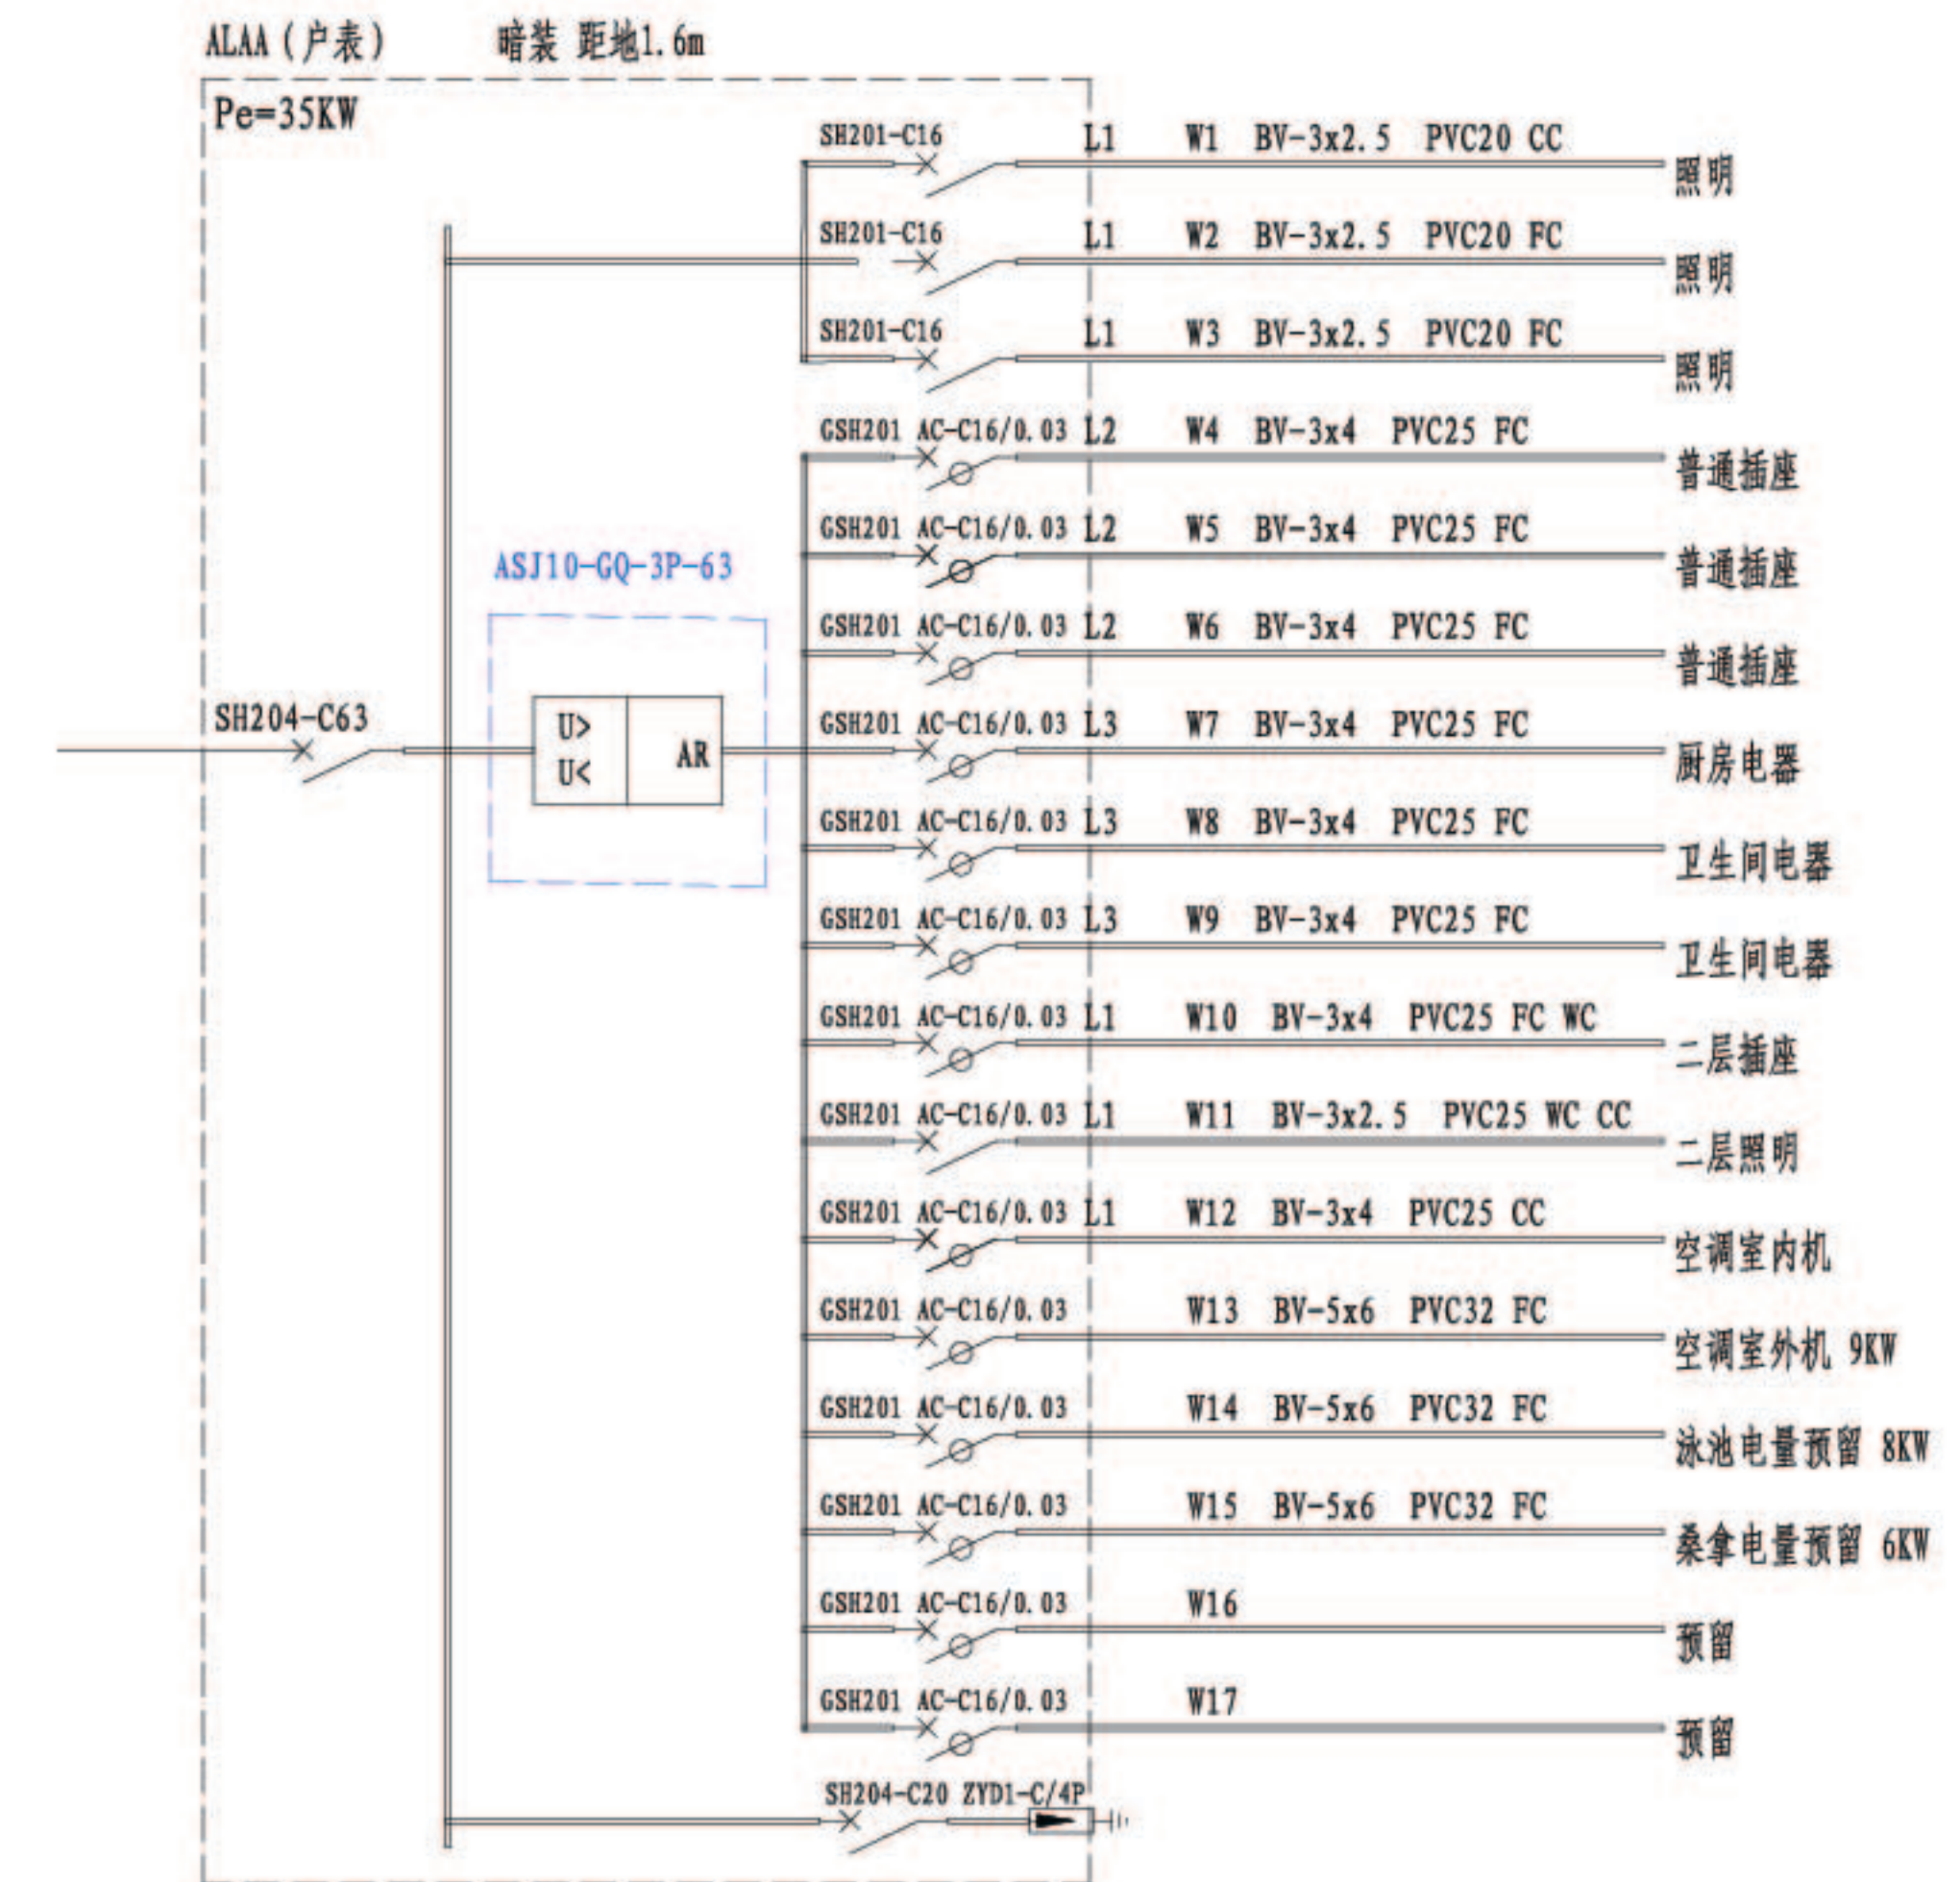 ALAA（户表） 暗装 距地1.6m
Pe=35KW
SH201-C16 L1 W1 BV-3x2.5 PVC20 CC
照明
SH201-C16 L1 W2 BV-3x2.5 PVC20 FC
照明
SH201-C16 L1 W3 BV-3x2.5 PVC20 FC
照明
GSH201 AC-C16/0.03 L2 W4 BV-3x4 PVC25 FC
普通插座
GSH201 AC-C16/0.03 L2 W5 BV-3x4 PVC25 FC
普通插座
ASJ10-GQ-3P-63
GSH201 AC-C16/0.03 L2 W6 BV-3x4 PVC25 FC
普通插座
SH204-C63
U>
U<
AR
GSH201 AC-C16/0.03 L3 W7 BV-3x4 PVC25 FC
厨房电器
GSH201 AC-C16/0.03 L3 W8 BV-3x4 PVC25 FC
卫生间电器
GSH201 AC-C16/0.03 L3 W9 BV-3x4 PVC25 FC
卫生间电器
GSH201 AC-C16/0.03 L1 W10 BV-3x4 PVC25 FC WC
二层插座
GSH201 AC-C16/0.03 L1 W11 BV-3x2.5 PVC25 WC CC
二层照明
GSH201 AC-C16/0.03 L1 W12 BV-3x4 PVC25 CC
空调室内机
GSH201 AC-C16/0.03 W13 BV-5x6 PVC32 FC
空调室外机 9KW
GSH201 AC-C16/0.03 W14 BV-5x6 PVC32 FC
泳池电量预留 8KW
GSH201 AC-C16/0.03 W15 BV-5x6 PVC32 FC
桑拿电量预留 6KW
GSH201 AC-C16/0.03 W16
预留
GSH201 AC-C16/0.03 W17
预留
SH204-C20 ZYD1-C/4P